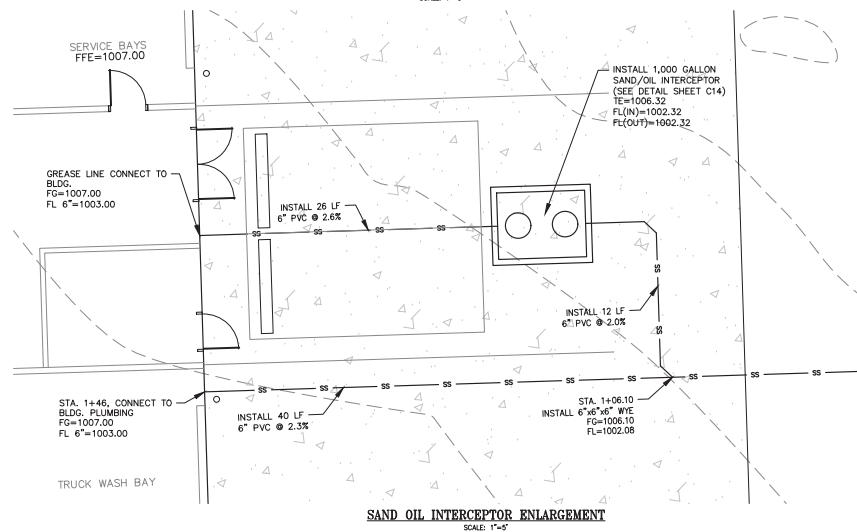 SERVICE BAYS
FFE=1007.00
INSTALL 1,000 GALLON
SAND/OIL INTERCEPTOR
(SEE DETAIL SHEET C14)
TE=1006.32
FL(IN)=1002.32
FL(OUT)=1002.32
GREASE LINE CONNECT TO
BLDG.
FG=1007.00
FL 6"=1003.00
INSTALL 26 LF
6" PVC @ 2.6%
SS SS SS SS
SS
INSTALL 12 LF
6" PVC @ 2.0%
SS
SS SS SS SS SS SS SS SS SS
STA. 1+46, CONNECT TO
BLDG. PLUMBING
FG=1007.00
FL 6"=1003.00
INSTALL 40 LF
6" PVC @ 2.3%
STA. 1+06.10
INSTALL 6"x6"x6" WYE
FG=1006.10
FL=1002.08
TRUCK WASH BAY
SAND OIL INTERCEPTOR ENLARGEMENT
SCALE: 1"=5'